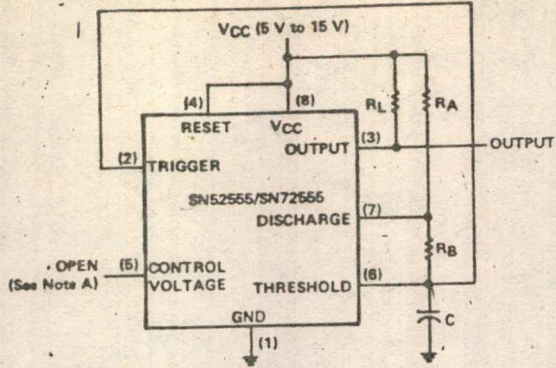 VCC (5 V to 15 V)
(4)
(8)
RL
RA
RESET
VCC
(3)
OUTPUT
OUTPUT
(2)
TRIGGER
SN52555/SN72555
(7)
DISCHARGE
RB
OPEN
(5)
CONTROL
(6)
(See Note A)
VOLTAGE
THRESHOLD
C
GND
(1)